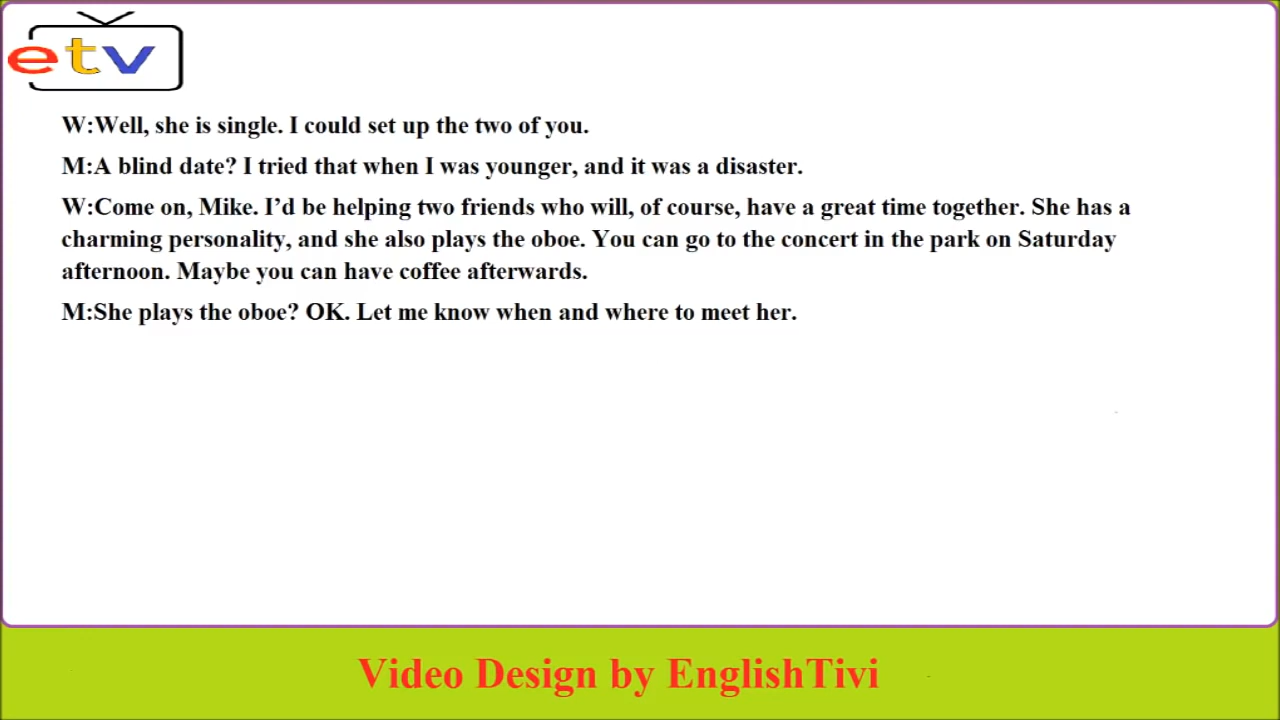 etv
W:Well, she is single. I could set up the two of you.
M:A blind date? I tried that when I was younger, and it was a disaster.
W:Come on, Mike. I’d be helping two friends who will, of course, have a great time together. She has a
charming personality, and she also plays the oboe. You can go to the concert in the park on Saturday
afternoon. Maybe you can have coffee afterwards.
M:She plays the oboe? OK. Let me know when and where to meet her.
Video Design by EnglishTivi